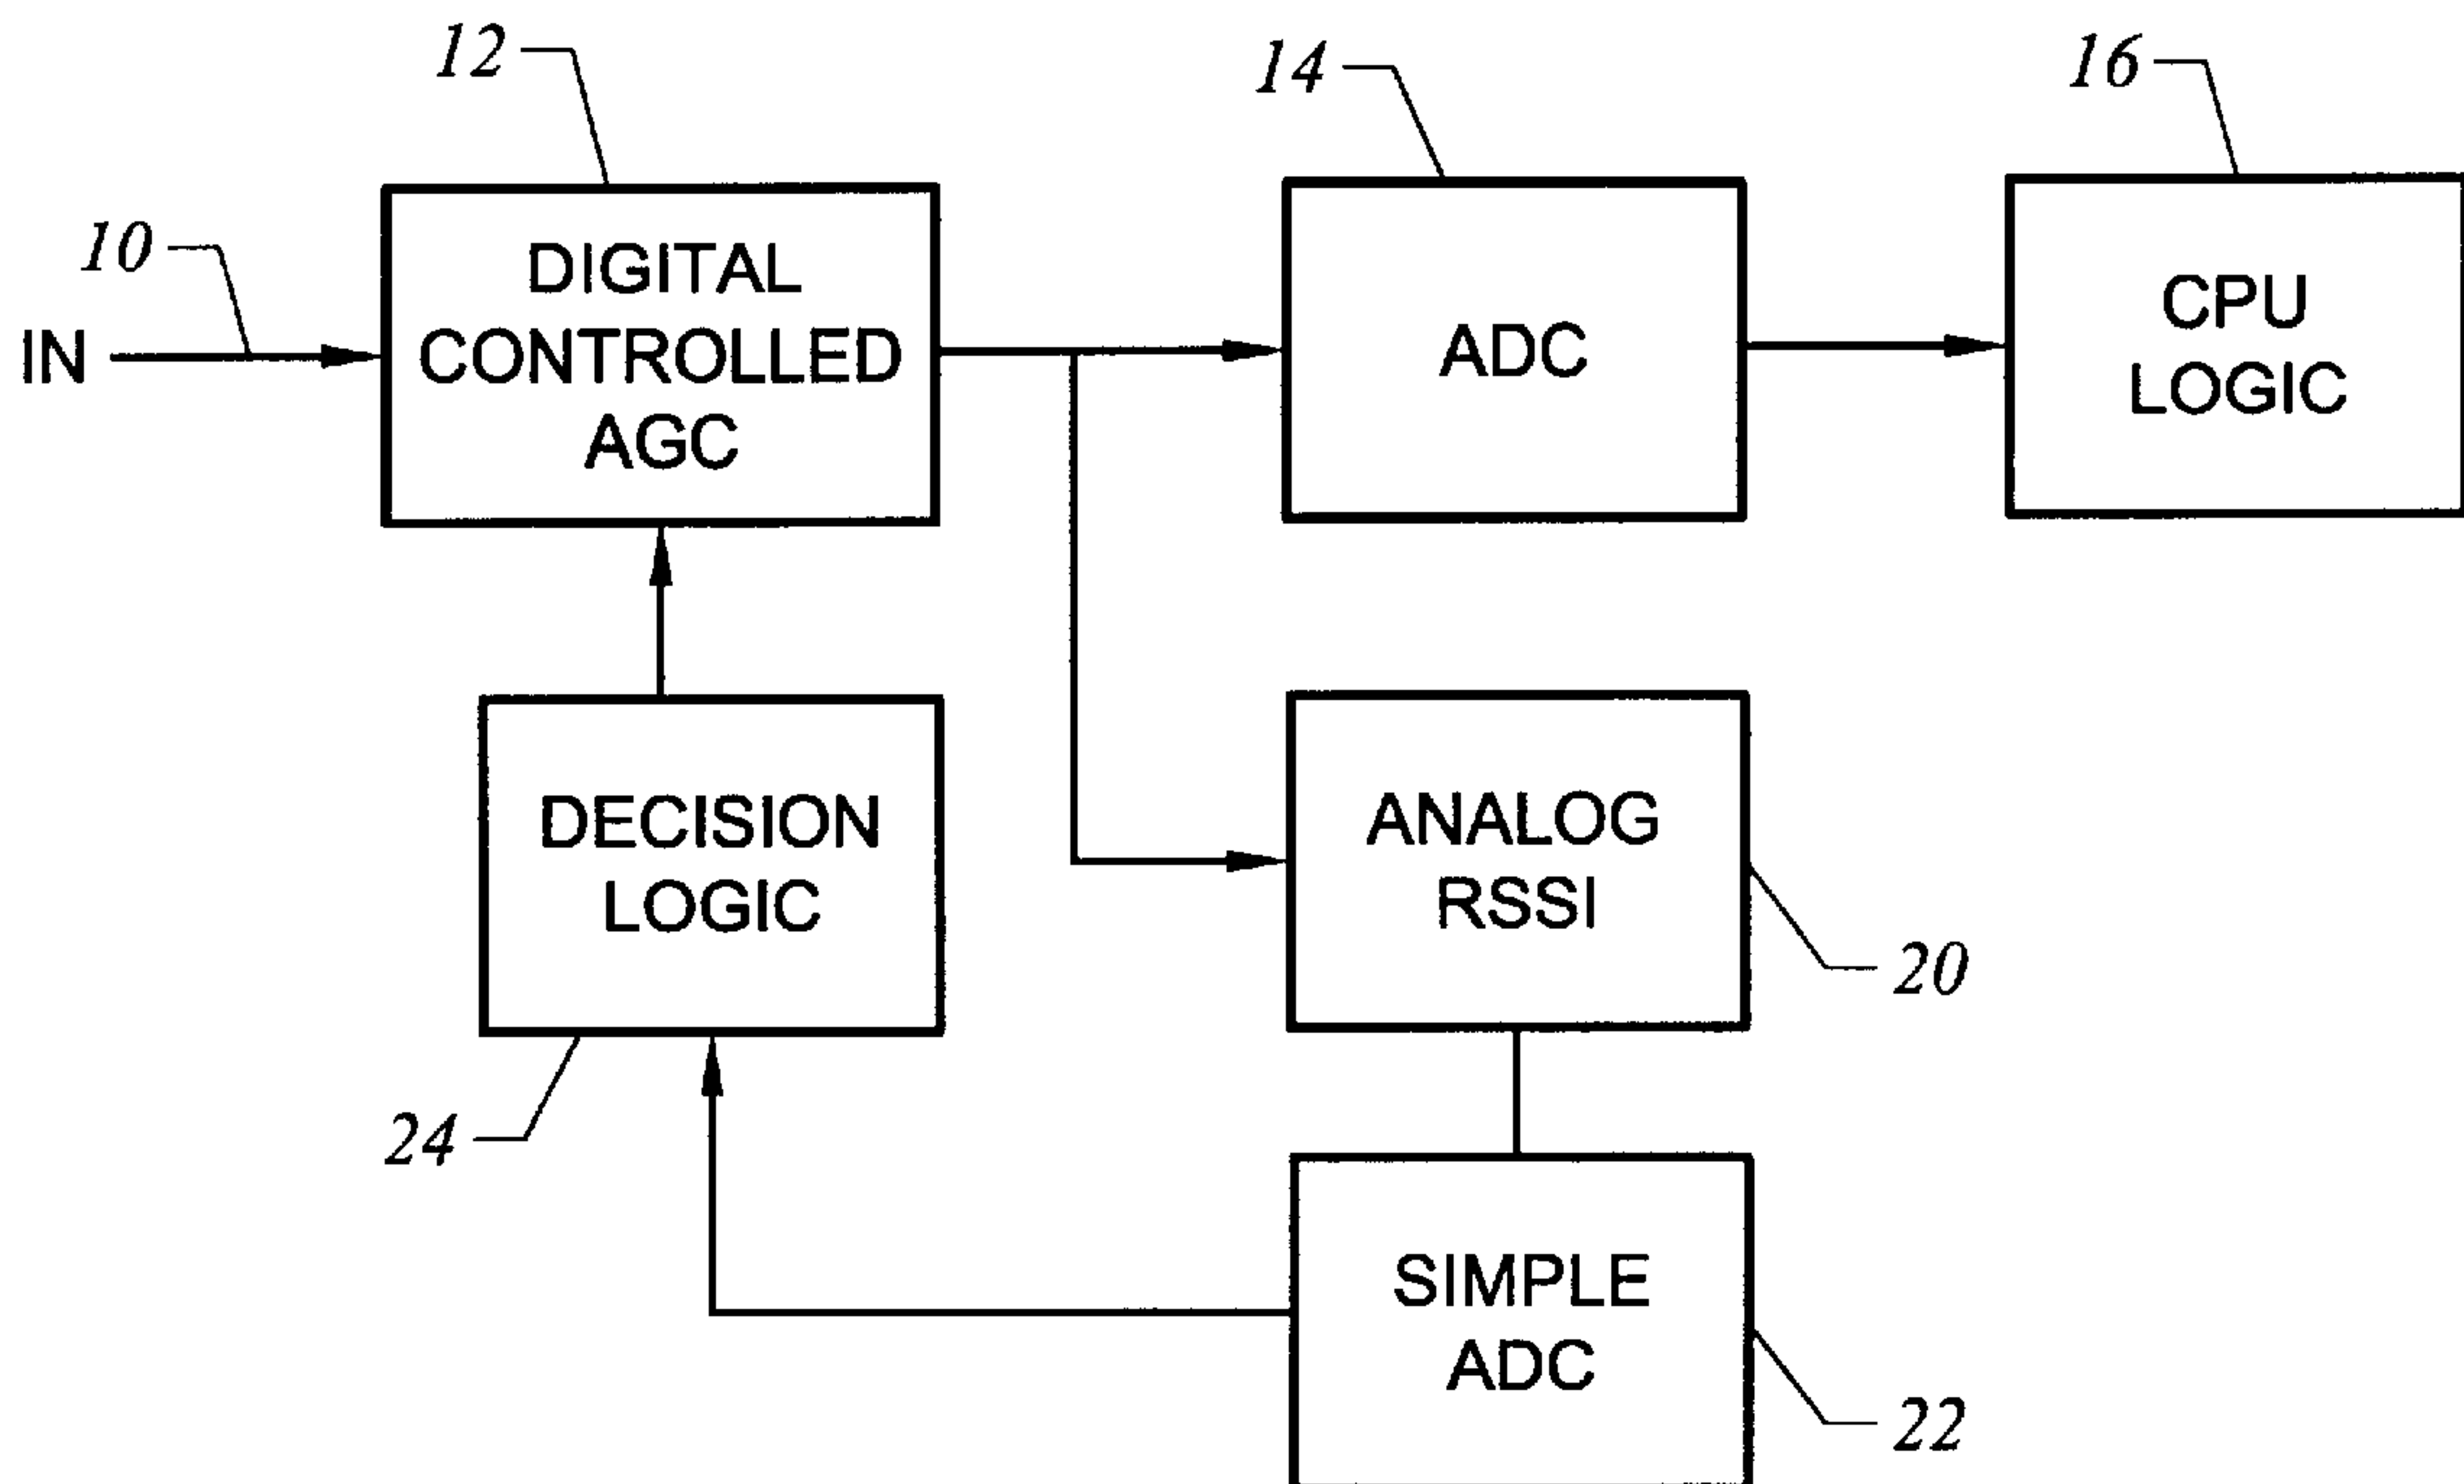 12
14
16
10
IN
DIGITAL
CONTROLLED
AGC
ADC
CPU
LOGIC
DECISION
LOGIC
ANALOG
RSSI
20
24
SIMPLE
ADC
22